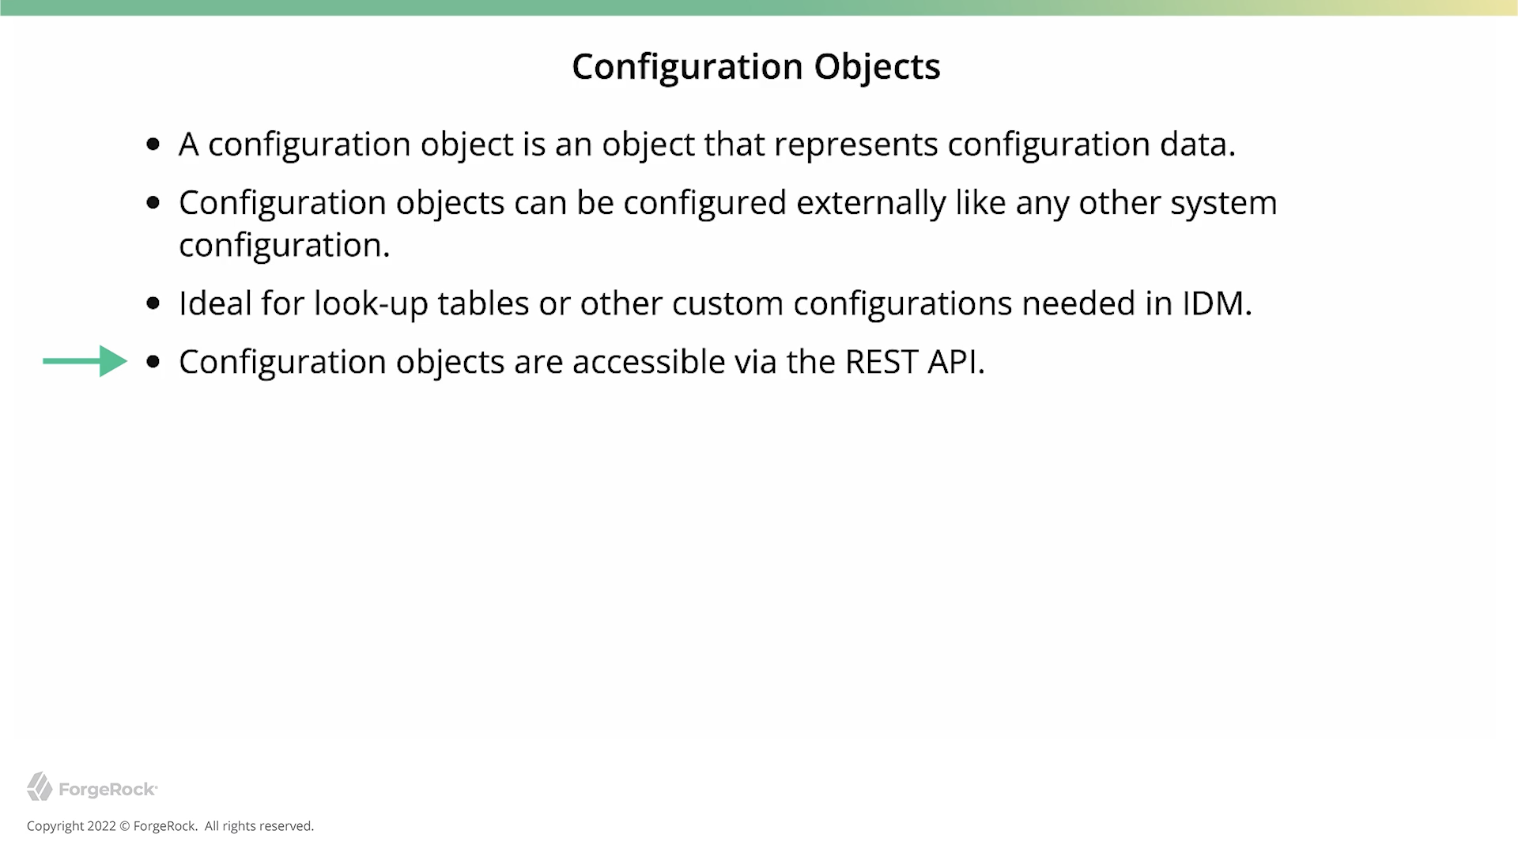 Configuration Objects
• A configuration object is an object that represents configuration data.
• Configuration objects can be configured externally like any other system
configuration.
• Ideal for look-up tables or other custom configurations needed in IDM.
• Configuration objects are accessible via the REST API.
ForgeRock
Copyright 2022 © ForgeRock. All rights reserved.